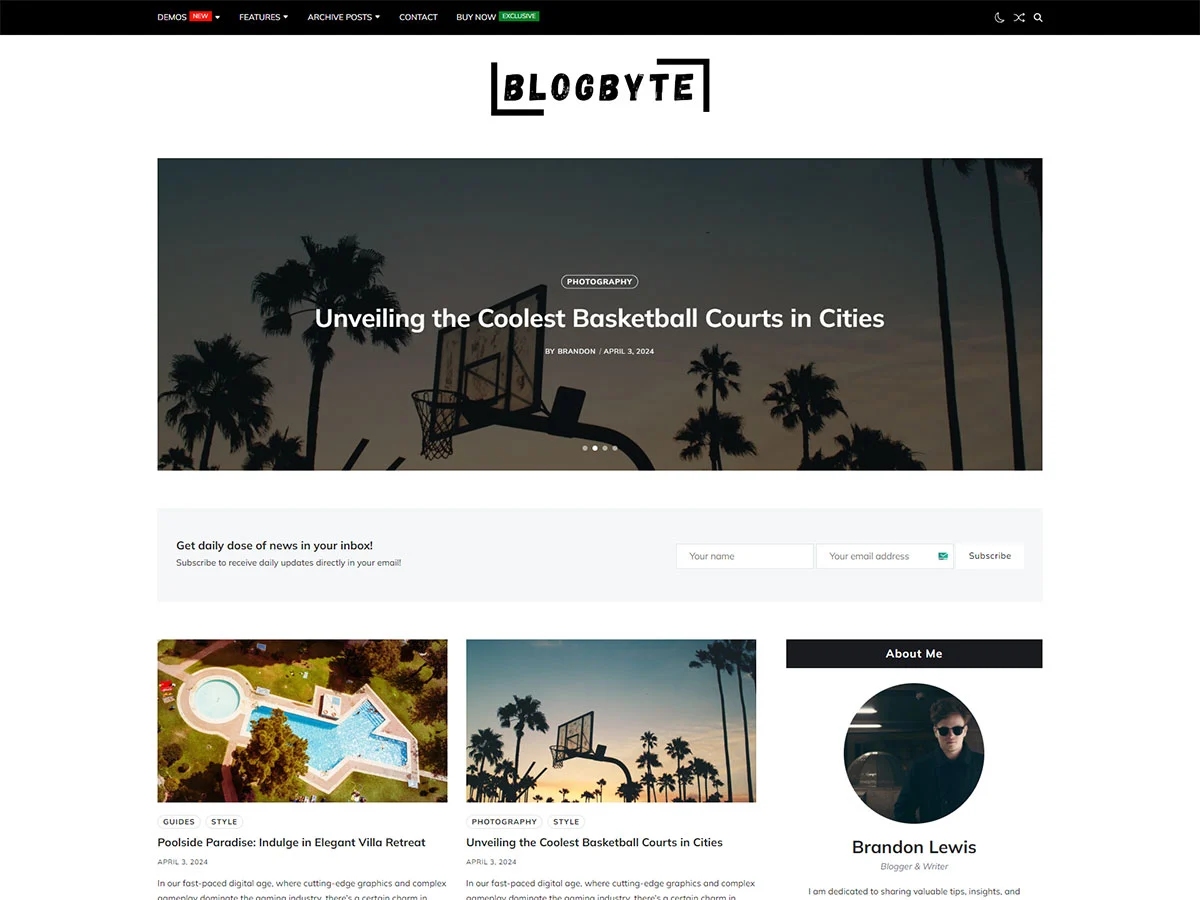 DEMOS NEW FEATURES ARCHIVE POSTS CONTACT BUY NOW EXCLUSIVE
BLOGBYTE
PHOTOGRAPHY
Unveiling the Coolest Basketball Courts in Cities
BY BRANDON / APRIL 3, 2024
Get daily dose of news in your inbox!
Subscribe to receive daily updates directly in your email!
Your name Your email address Subscribe
GUIDES STYLE
Poolside Paradise: Indulge in Elegant Villa Retreat
APRIL 3, 2024
In our fast-paced digital age, where cutting-edge graphics and complex
gameplay dominate the gaming industry, there's a certain charm in
PHOTOGRAPHY STYLE
Unveiling the Coolest Basketball Courts in Cities
APRIL 3, 2024
In our fast-paced digital age, where cutting-edge graphics and complex
gameplay dominate the gaming industry, there's a certain charm in
About Me
Brandon Lewis
Blogger & Writer
I am dedicated to sharing valuable tips, insights, and